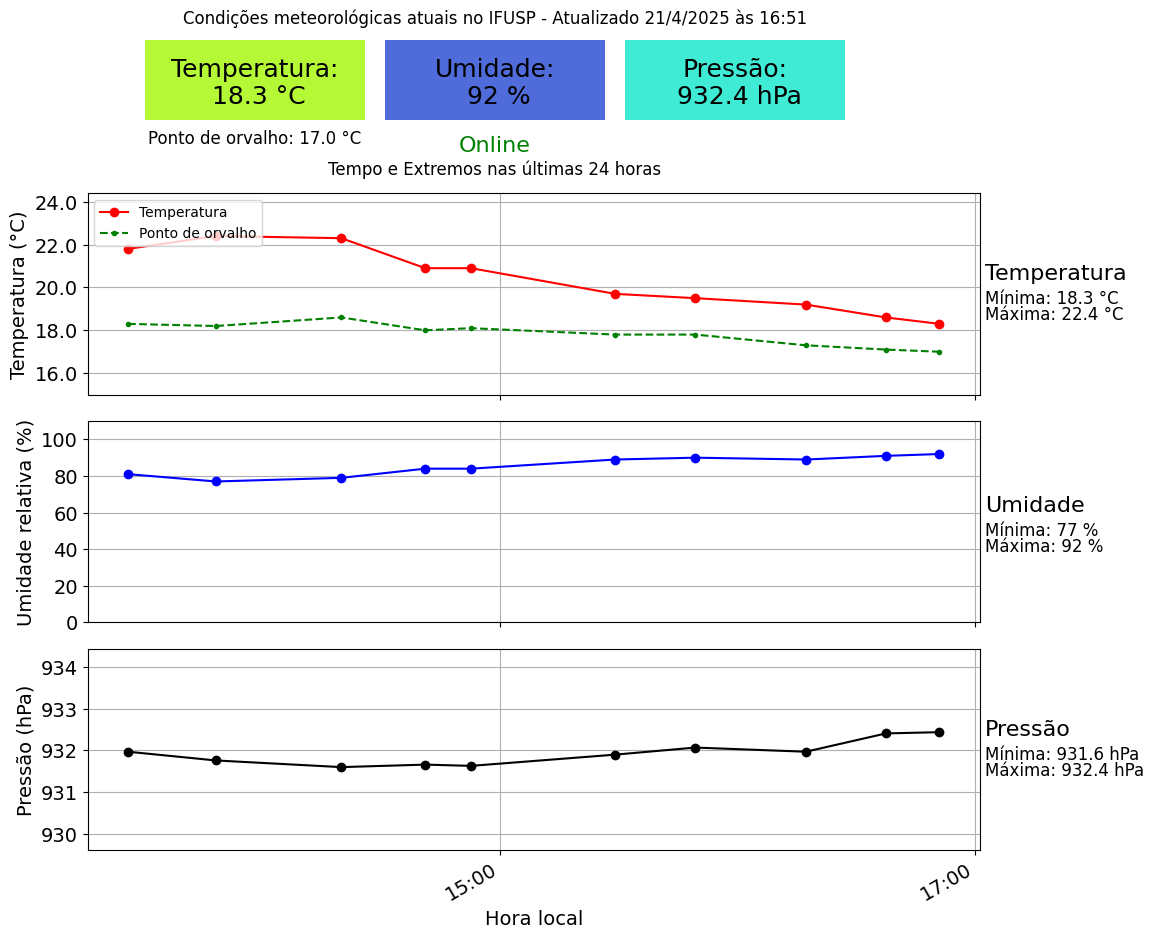 Condições meteorológicas atuais no IFUSP - Atualizado 21/4/2025 às 16:51
Temperatura:
18.3 °C
Umidade:
92 %
Pressão:
932.4 hPa
Ponto de orvalho: 17.0 °C
Online
Tempo e Extremos nas últimas 24 horas
Temperatura (°C)
24.0
22.0
20.0
18.0
16.0
Temperatura
Ponto de orvalho
Temperatura
Mínima: 18.3 °C
Máxima: 22.4 °C
Umidade relativa (%)
100
80
60
40
20
0
Umidade
Mínima: 77 %
Máxima: 92 %
Pressão (hPa)
934
933
932
931
930
Pressão
Mínima: 931.6 hPa
Máxima: 932.4 hPa
15:00
17:00
Hora local